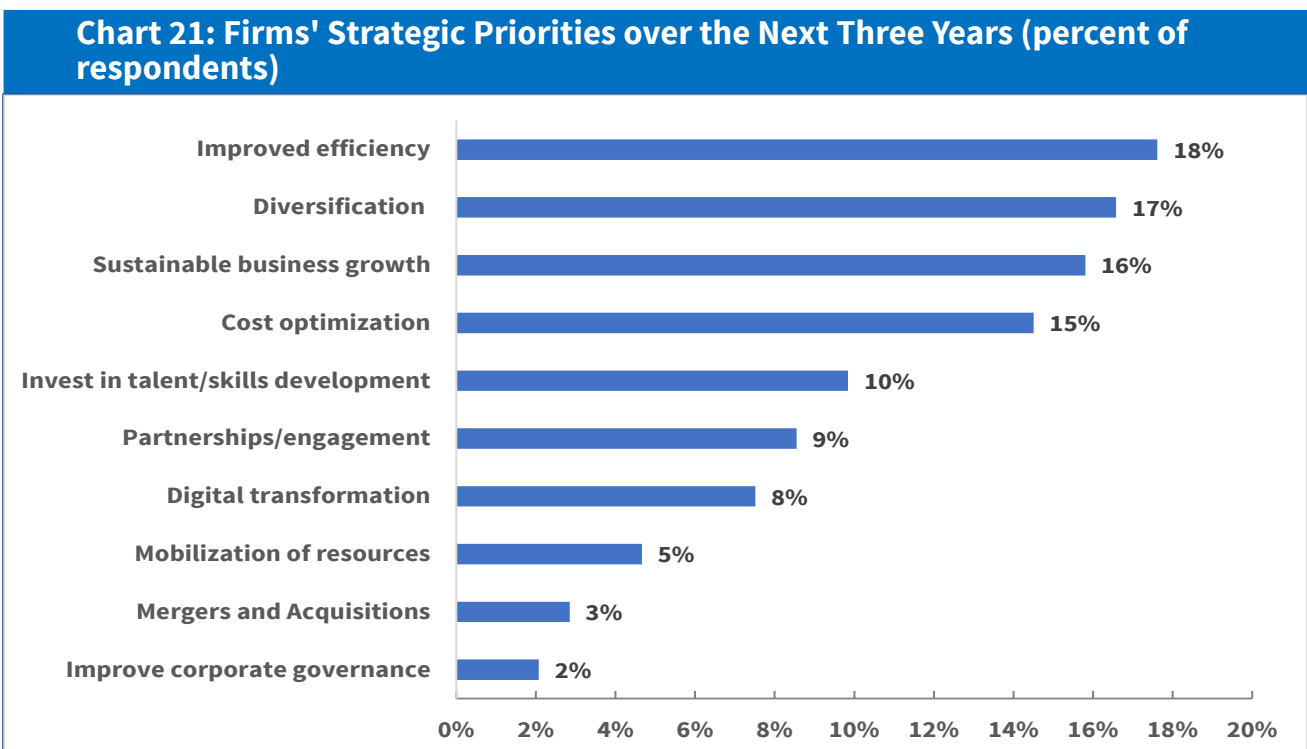 Chart 21: Firms' Strategic Priorities over the Next Three Years (percent of
respondents)
Improved efficiency 18%
Diversification 17%
Sustainable business growth 16%
Cost optimization 15%
Invest in talent/skills development 10%
Partnerships/engagement 9%
Digital transformation 8%
Mobilization of resources 5%
Mergers and Acquisitions 3%
Improve corporate governance 2%
0% 2% 4% 6% 8% 10% 12% 14% 16% 18% 20%